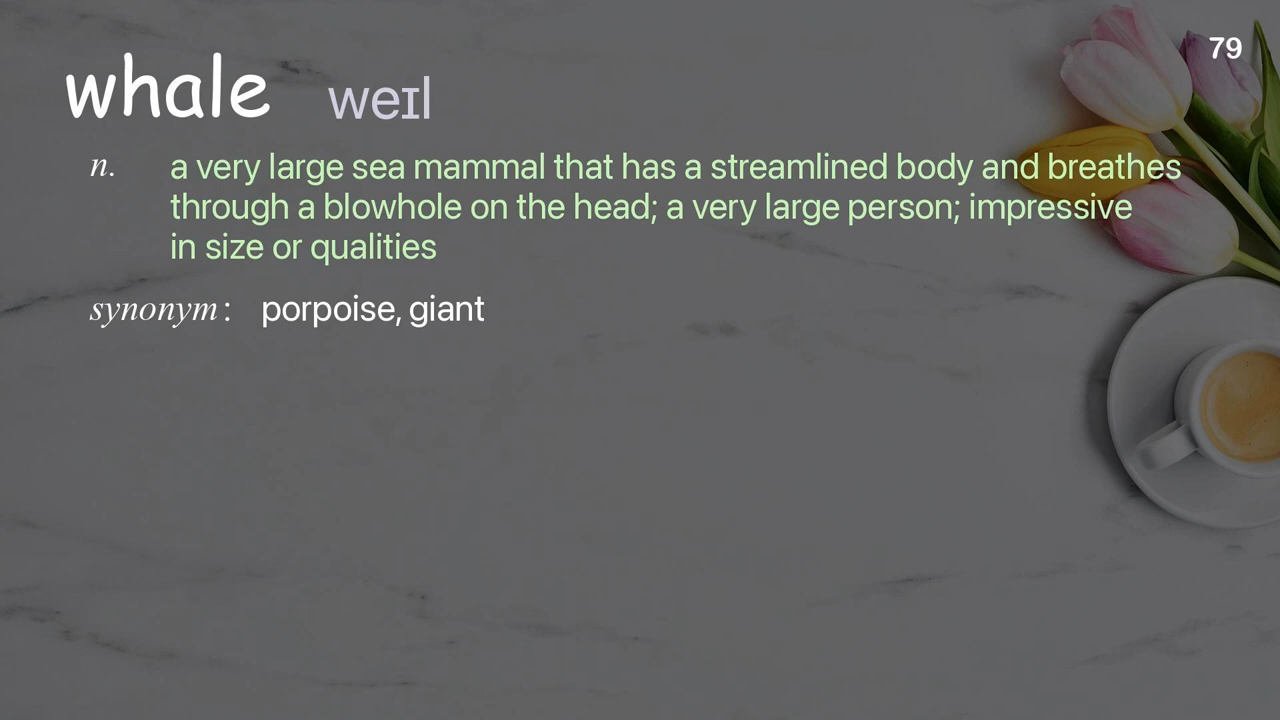 79
whale weɪl
n. a very large sea mammal that has a streamlined body and breathes
through a blowhole on the head; a very large person; impressive
in size or qualities
synonym: porpoise, giant